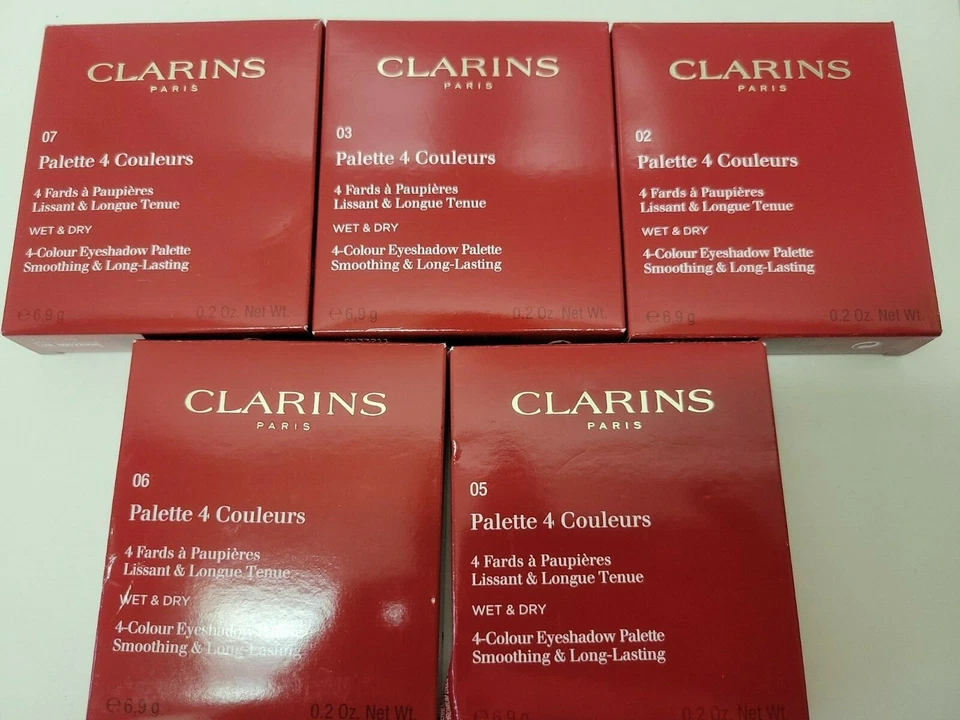 CLARINS
PARIS
07
Palette 4 Couleurs
4 Fards à Paupières
Lissant & Longue Tenue
WET & DRY
4-Colour Eyeshadow Palette
Smoothing & Long-Lasting
℮ 6,9 g 0.2 Oz. Net Wt.
CLARINS
PARIS
03
Palette 4 Couleurs
4 Fards à Paupières
Lissant & Longue Tenue
WET & DRY
4-Colour Eyeshadow Palette
Smoothing & Long-Lasting
℮ 6,9 g 0.2 Oz. Net Wt.
CLARINS
PARIS
02
Palette 4 Couleurs
4 Fards à Paupières
Lissant & Longue Tenue
WET & DRY
4-Colour Eyeshadow Palette
Smoothing & Long-Lasting
℮ 6,9 g 0.2 Oz. Net Wt.
CLARINS
PARIS
06
Palette 4 Couleurs
4 Fards à Paupières
Lissant & Longue Tenue
WET & DRY
4-Colour Eyeshadow Palette
Smoothing & Long-Lasting
℮ 6,9 g 0.2 Oz. Net Wt.
CLARINS
PARIS
05
Palette 4 Couleurs
4 Fards à Paupières
Lissant & Longue Tenue
WET & DRY
4-Colour Eyeshadow Palette
Smoothing & Long-Lasting
℮ 6,9 g 0.2 Oz. Net Wt.